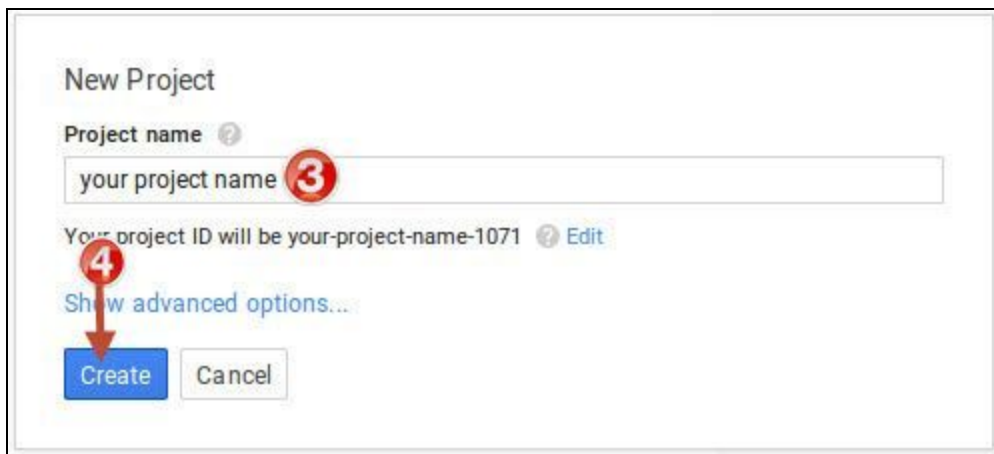 New Project
Project name ?
your project name 3
Your project ID will be your-project-name-1071 ? Edit
4
Show advanced options...
Create Cancel